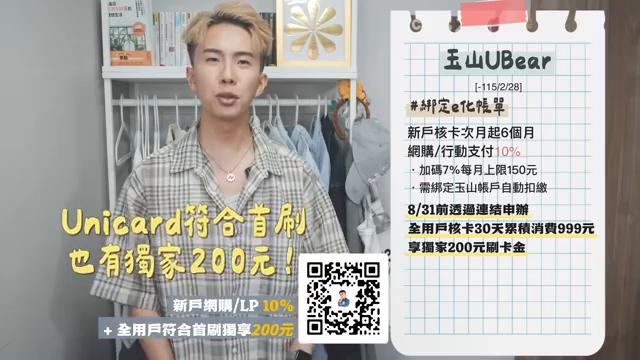 玉山UBear
[-115/2/28]
#綁定e化帳單
新戶核卡次月起6個月
網購/行動支付10%
·加碼7%每月上限150元
·需綁定玉山帳戶自動扣繳
8/31前透過連結申辦
全用戶核卡30天累積消費999元
享獨家200元刷卡金
Unicard符合首刷
也有獨家200元!
新戶網購/LP 10%
+ 全用戶符合首刷獨享200元